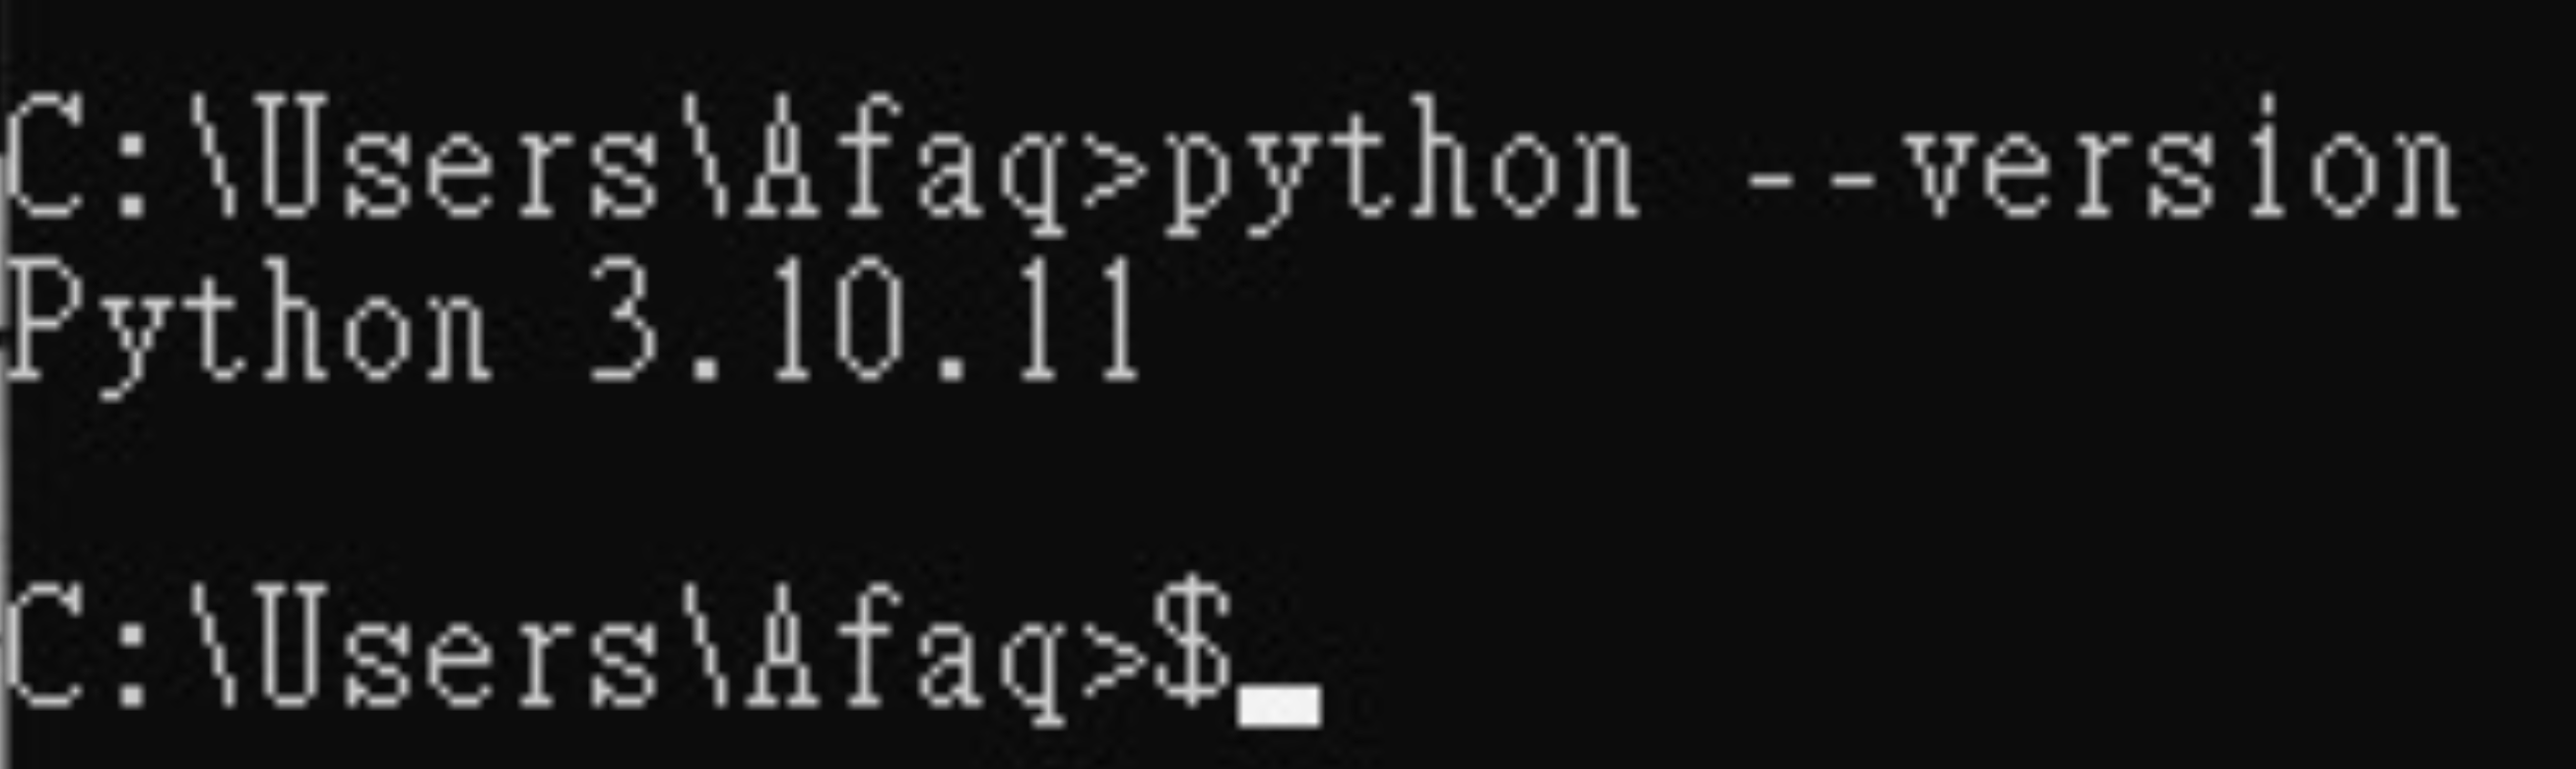 C:\Users\Afaq>python --version
Python 3.10.11
C:\Users\Afaq>$